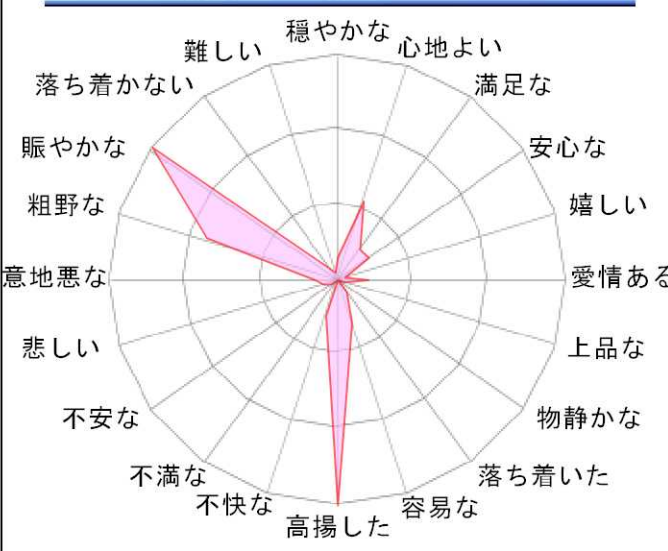 穏やかな
心地よい
満足な
安心な
嬉しい
愛情ある
上品な
物静かな
落ち着いた
容易な
高揚した
不快な
不満な
不安な
悲しい
意地悪な
粗野な
賑やかな
落ち着かない
難しい